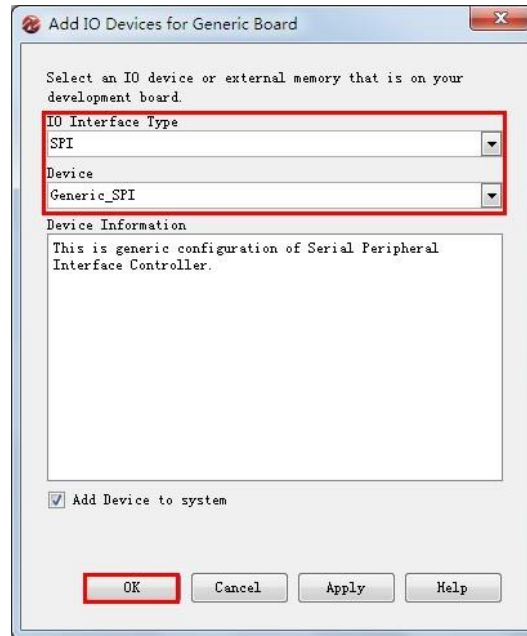 Add IO Devices for Generic Board
Select an IO device or external memory that is on your
development board.
IO Interface Type
SPI
Device
Generic_SPI
Device Information
This is generic configuration of Serial Peripheral
Interface Controller.
Add Device to system
OK Cancel Apply Help